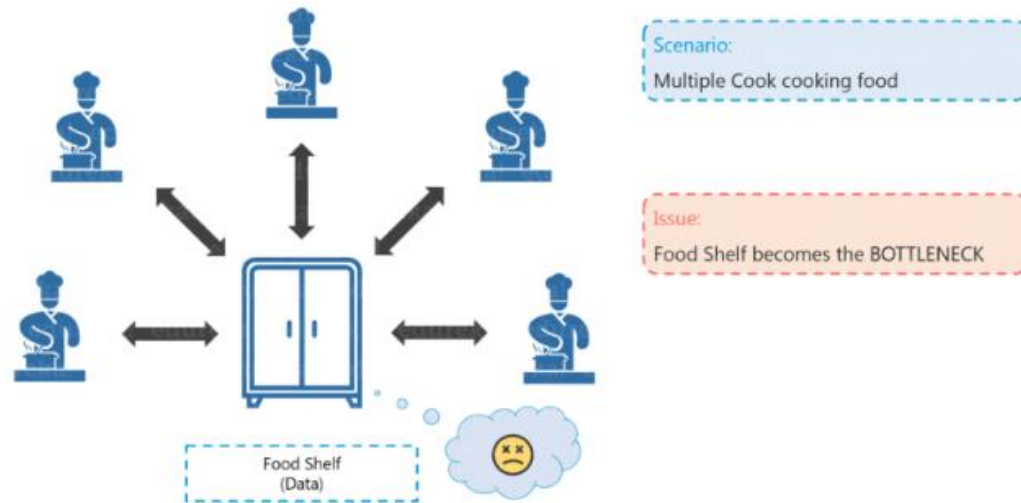 Scenario:
Multiple Cook cooking food
Issue:
Food Shelf becomes the BOTTLENECK
Food Shelf
(Data)